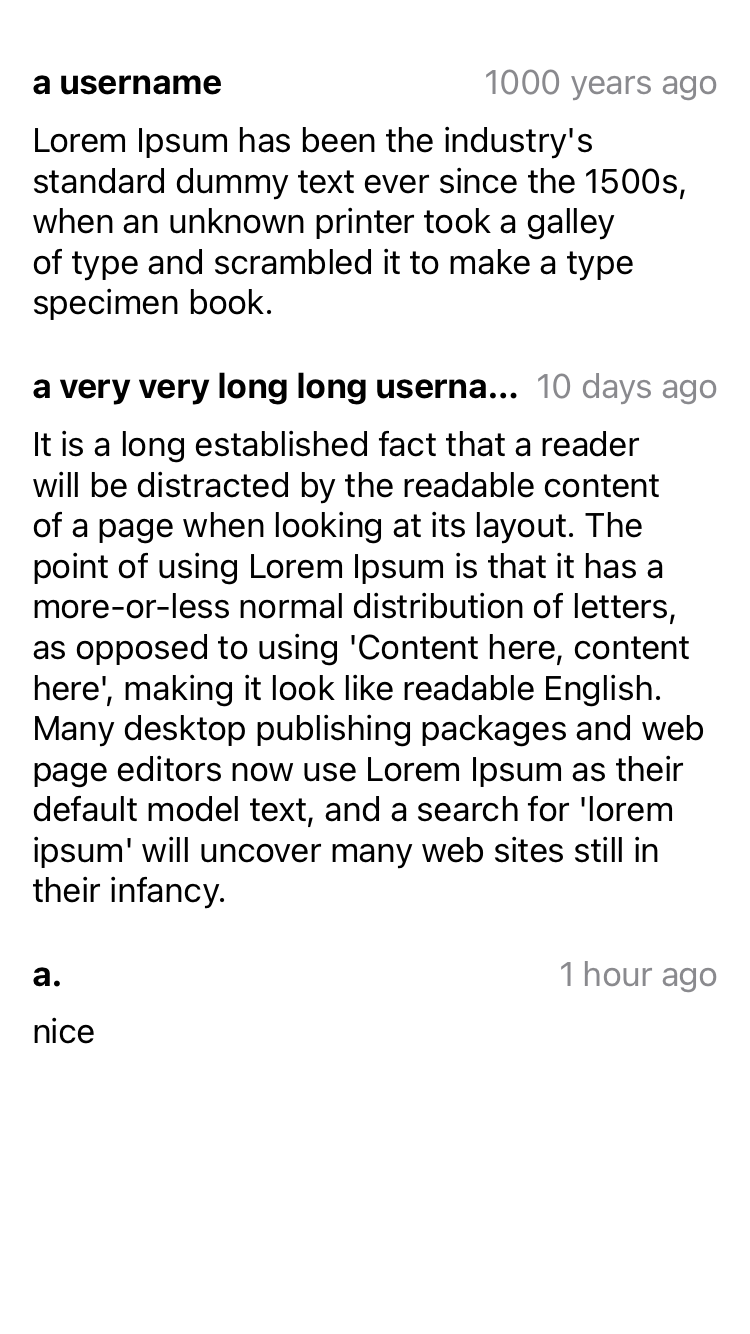 a username 1000 years ago
Lorem Ipsum has been the industry's
standard dummy text ever since the 1500s,
when an unknown printer took a galley
of type and scrambled it to make a type
specimen book.
a very very long long userna... 10 days ago
It is a long established fact that a reader
will be distracted by the readable content
of a page when looking at its layout. The
point of using Lorem Ipsum is that it has a
more-or-less normal distribution of letters,
as opposed to using 'Content here, content
here', making it look like readable English.
Many desktop publishing packages and web
page editors now use Lorem Ipsum as their
default model text, and a search for 'lorem
ipsum' will uncover many web sites still in
their infancy.
a. 1 hour ago
nice